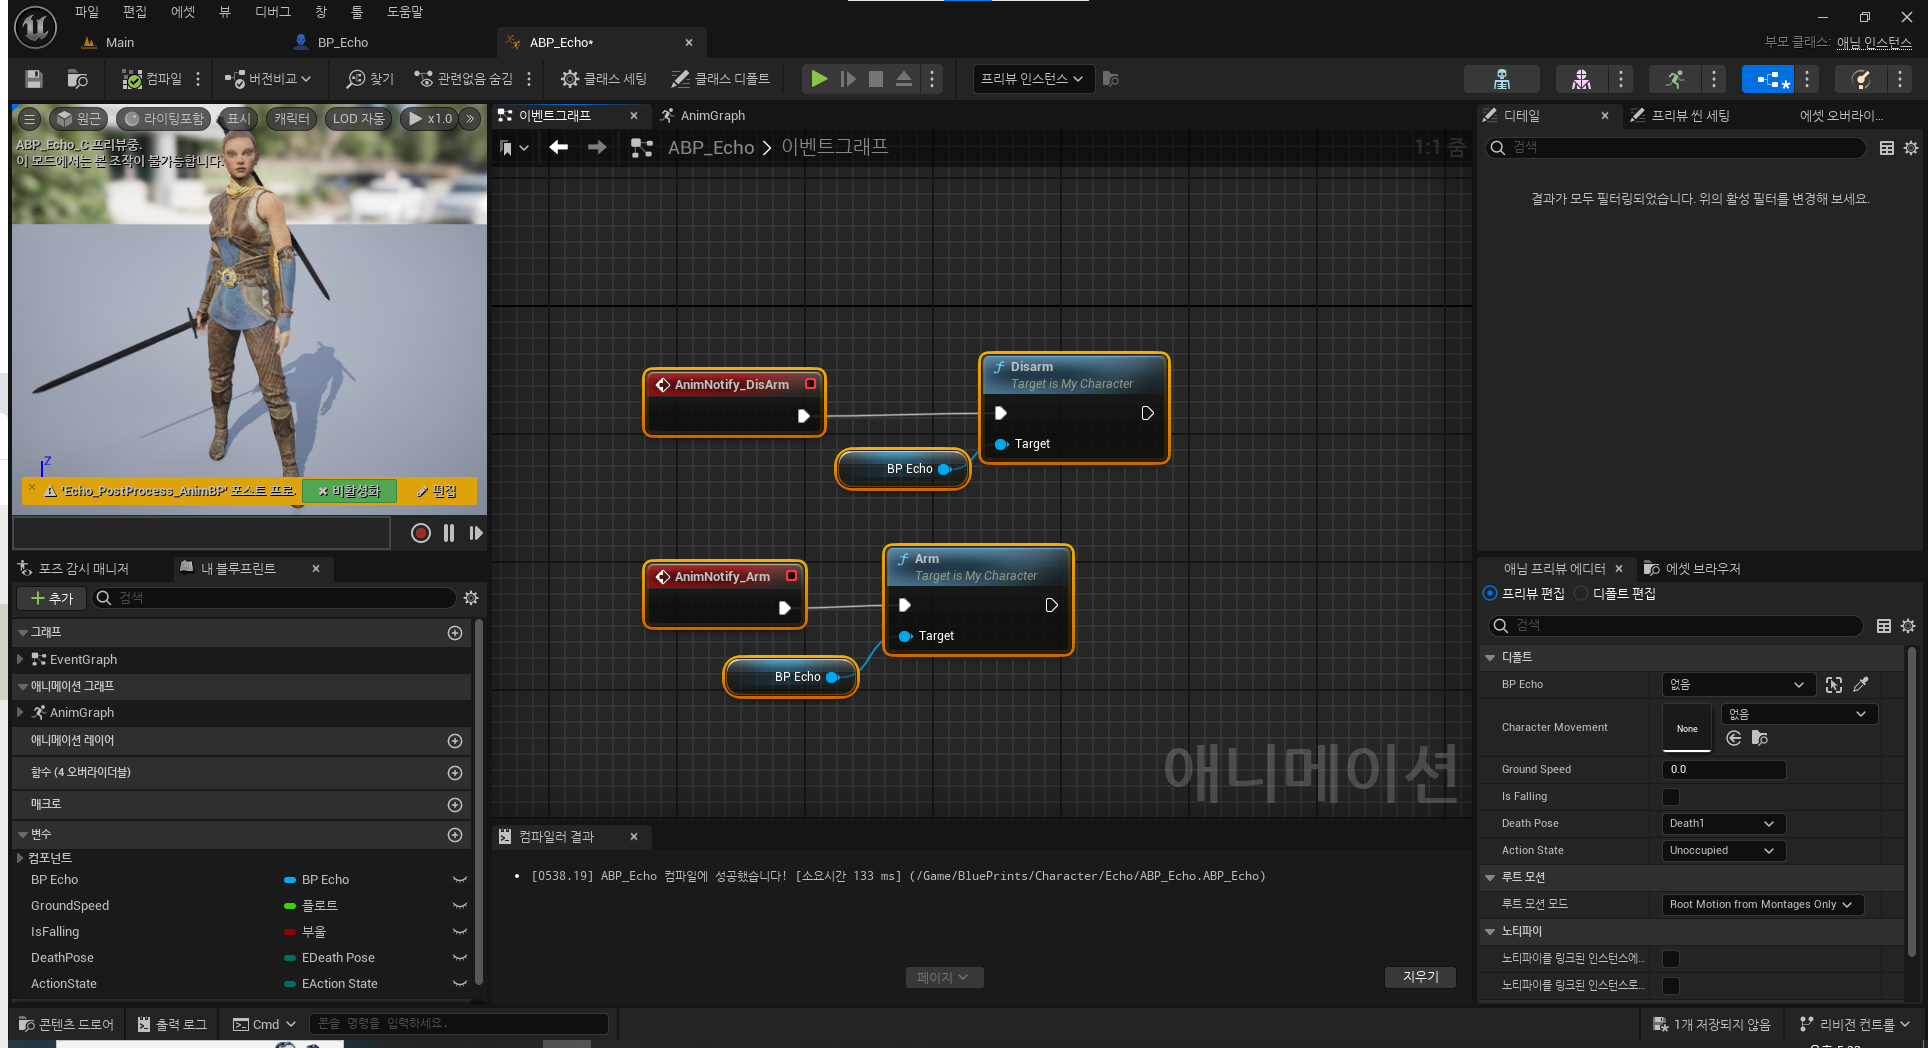 파일 편집 에셋 뷰 디버그 창 툴 도움말
Main
BP_Echo
ABP_Echo*
부모 클래스: 애님 인스턴스
컴파일
버전비교
찾기
관련없음 숨김
클래스 세팅
클래스 디폴트
프리뷰 인스턴스
원근
라이팅포함
표시
캐릭터
LOD 자동
x1.0
ABP_Echo_C 프리뷰중.
이 모드에서는 본 조작이 불가능합니다.
Z
'Echo_PostProcess_AnimBP' 포스트 프로.
비활성화
편집
포즈 감시 매니저
내 블루프린트
추가
검색
그래프
EventGraph
애니메이션 그래프
AnimGraph
애니메이션 레이어
함수 (4 오버라이더블)
매크로
변수
컴포넌트
BP Echo BP Echo
GroundSpeed 플로트
IsFalling 부울
DeathPose EDeath Pose
ActionState EAction State
이벤트그래프
AnimGraph
ABP_Echo > 이벤트그래프
1:1 줌
AnimNotify_DisArm
Disarm
Target is My Character
Target
BP Echo
AnimNotify_Arm
Arm
Target is My Character
Target
BP Echo
애니메이션
컴파일러 결과
[0538.19] ABP_Echo 컴파일에 성공했습니다! [소요시간 133 ms] (/Game/BluePrints/Character/Echo/ABP_Echo.ABP_Echo)
페이지
지우기
디테일
프리뷰 씬 세팅
에셋 오버라이...
검색
결과가 모두 필터링되었습니다. 위의 활성 필터를 변경해 보세요.
애님 프리뷰 에디터
에셋 브라우저
프리뷰 편집
디폴트 편집
검색
디폴트
BP Echo 없음
Character Movement None 없음
Ground Speed 0.0
Is Falling
Death Pose Death1
Action State Unoccupied
루트 모션
루트 모션 모드 Root Motion from Montages Only
노티파이
노티파이를 링크된 인스턴스에...
노티파이를 링크된 인스턴스로...
콘텐츠 드로어
출력 로그
Cmd
콘솔 명령을 입력하세요.
1개 저장되지 않음
리비전 컨트롤